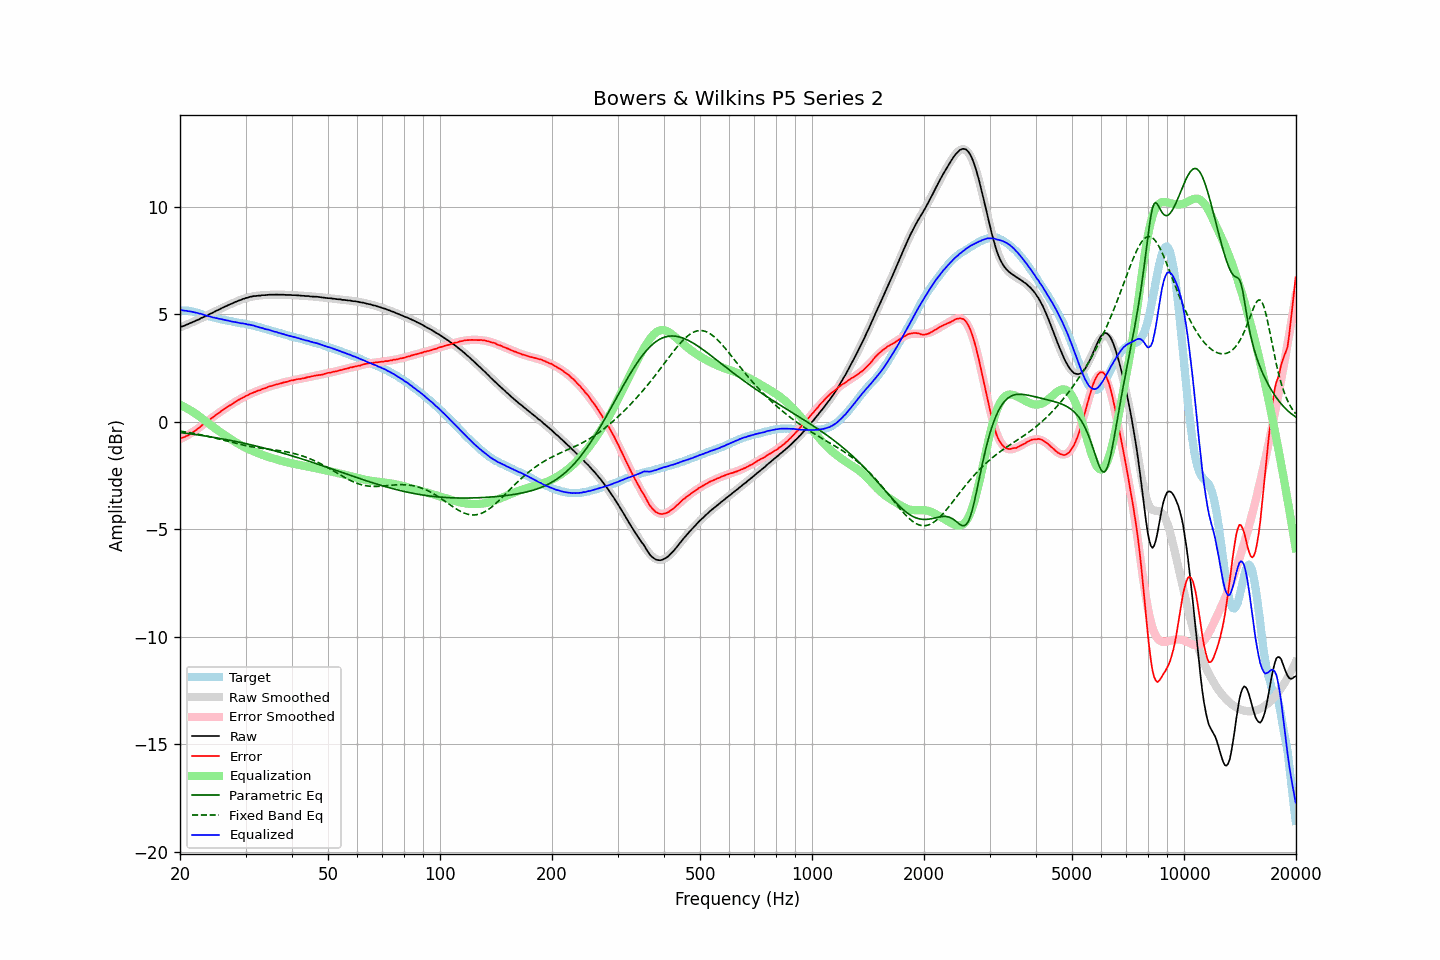 Bowers & Wilkins P5 Series 2
Amplitude (dBr)
10
5
0
−5
−10
−15
−20
Target
Raw Smoothed
Error Smoothed
Raw
Error
Equalization
Parametric Eq
Fixed Band Eq
Equalized
20 50 100 200 500 1000 2000 5000 10000 20000
Frequency (Hz)